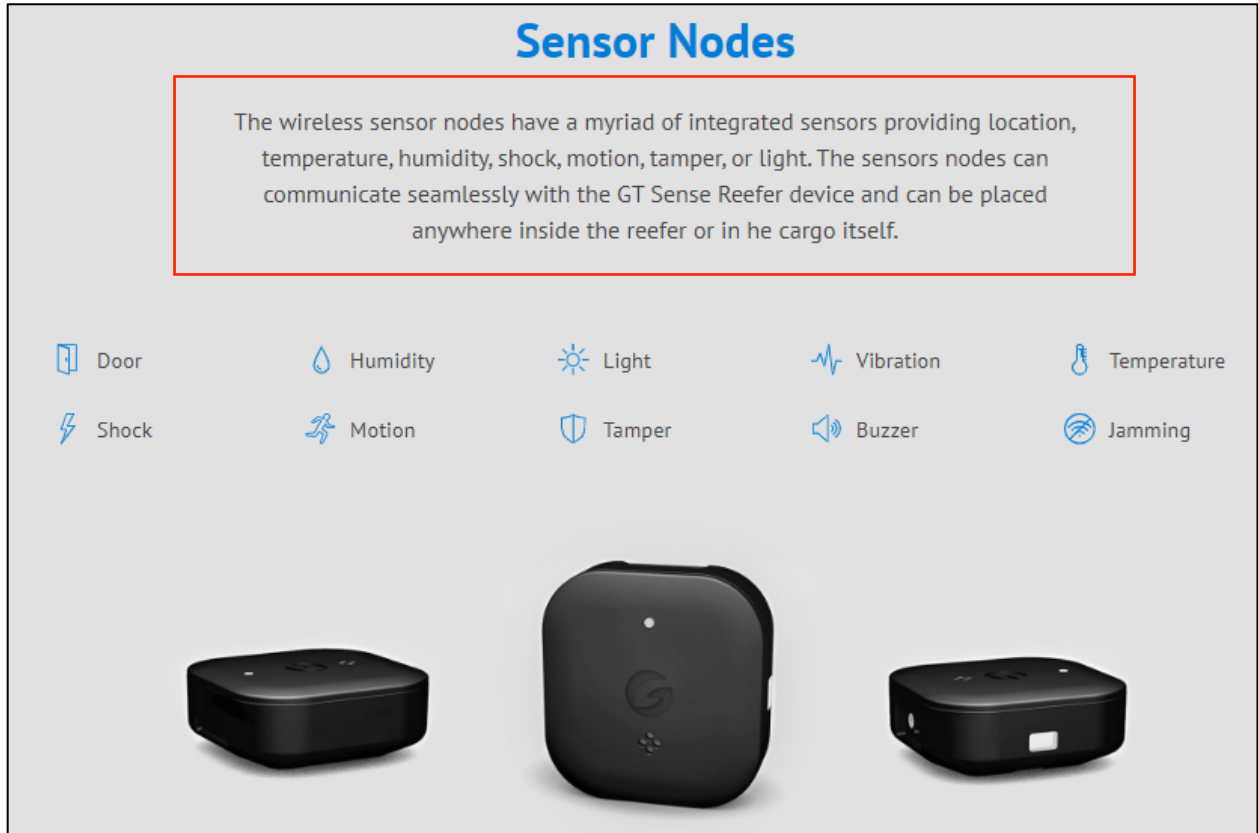 Sensor Nodes
The wireless sensor nodes have a myriad of integrated sensors providing location,
temperature, humidity, shock, motion, tamper, or light. The sensors nodes can
communicate seamlessly with the GT Sense Reefer device and can be placed
anywhere inside the reefer or in he cargo itself.
Door
Humidity
Light
Vibration
Temperature
Shock
Motion
Tamper
Buzzer
Jamming